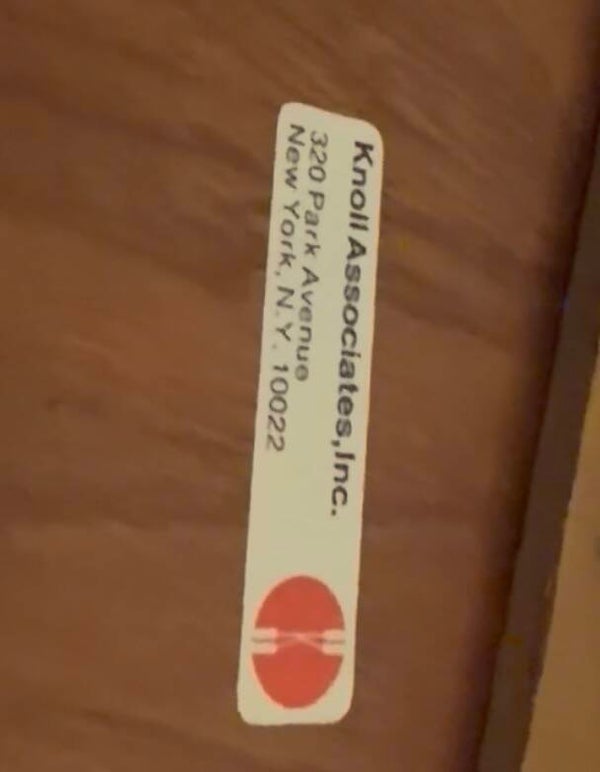 Knoll Associates, Inc.
320 Park Avenue
New York, N.Y. 10022
K